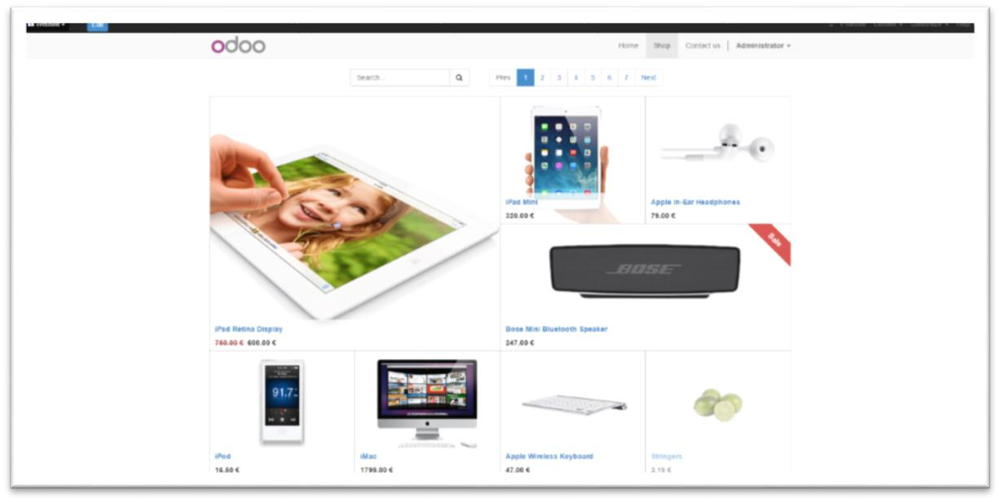 Website
Edit
Content
Customize
Help
odoo
Home
Shop
Contact us
Administrator
Search...
Prev
1
2
3
4
5
6
7
Next
iPad Mini
320.00 €
Apple In-Ear Headphones
79.00 €
Sale
BOSE
iPad Retina Display
750.00 € 600.00 €
Bose Mini Bluetooth Speaker
247.00 €
91.7
iPod
16.50 €
iMac
1799.00 €
Apple Wireless Keyboard
47.00 €
Stringers